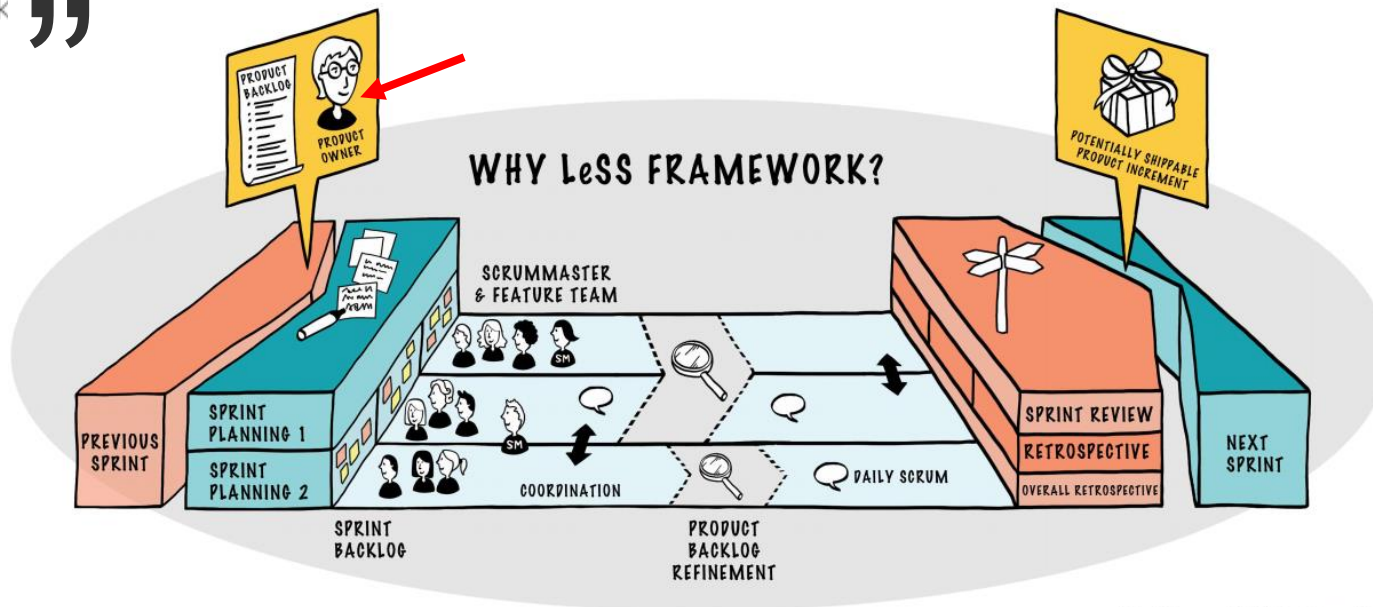 ”
PRODUCT
BACKLOG
PRODUCT
OWNER
POTENTIALLY SHIPPABLE
PRODUCT INCREMENT
WHY LeSS FRAMEWORK?
SCRUMMASTER
& FEATURE TEAM
SM
SM
PREVIOUS
SPRINT
SPRINT
PLANNING 1
SPRINT
PLANNING 2
COORDINATION
DAILY SCRUM
SPRINT
BACKLOG
PRODUCT
BACKLOG
REFINEMENT
SPRINT REVIEW
RETROSPECTIVE
OVERALL RETROSPECTIVE
NEXT
SPRINT